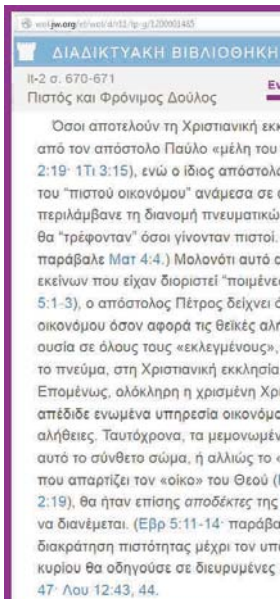 wol.jw.org/el/wol/d/r11/lp-g/1200001465
ΔΙΑΔΙΚΤΥΑΚΗ ΒΙΒΛΙΟΘΗΚΗ
it-2 σ. 670-671
Πιστός και Φρόνιμος Δούλος
Όσοι αποτελούν τη Χριστιανική εκκ
από τον απόστολο Παύλο «μέλη του
2:19· 1Τι 3:15), ενώ ο ίδιος απόστολ
του “πιστού οικονόμου” ανάμεσα σε
περιλάμβανε τη διανομή πνευματικώ
θα “τρέφονταν” όσοι γίνονταν πιστοί.
παράβαλε Ματ 4:4.) Μολονότι αυτό
εκείνων που είχαν διοριστεί “ποιμένε
5:1-3), ο απόστολος Πέτρος δείχνει
οικονόμου όσον αφορά τις θεϊκές αλη
ουσία σε όλους τους «εκλεγμένους»,
το πνεύμα, στη Χριστιανική εκκλησία
Επομένως, ολόκληρη η χρισμένη Χρι
απέδιδε ενωμένα υπηρεσία οικονόμο
αλήθειες. Ταυτόχρονα, τα μεμονωμέν
αυτό το σύνθετο σώμα, ή αλλιώς το
που απαρτίζει τον «οίκο» του Θεού
2:19), θα ήταν επίσης αποδέκτες της
να διανέμεται. (Εβρ 5:11-14· παράβα
διακράτηση πιστότητας μέχρι τον υπ
κυρίου θα οδηγούσε σε διευρυμένες
47· Λου 12:43, 44.